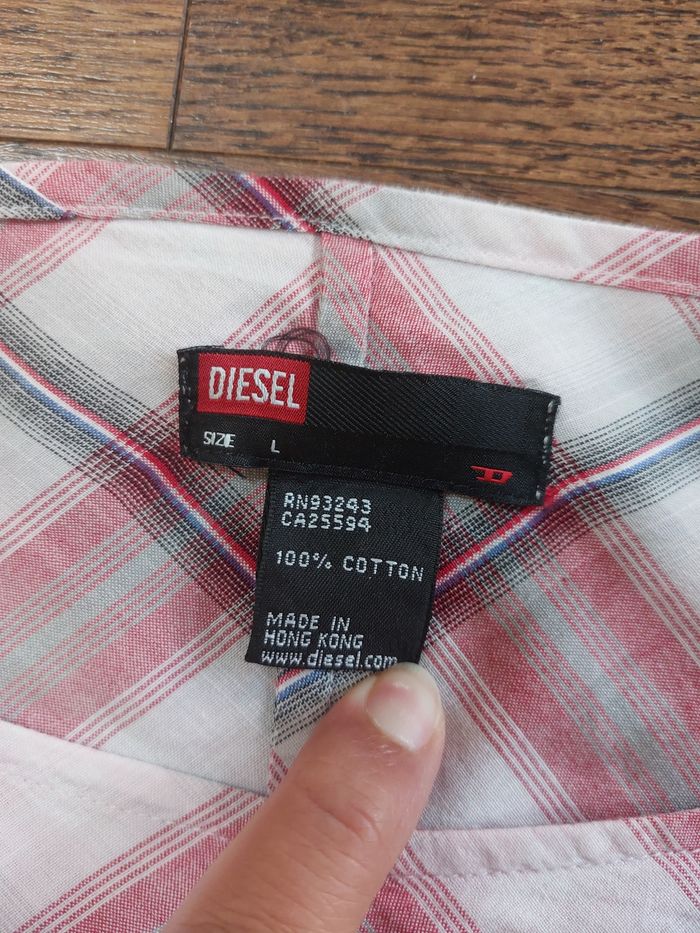 DIESEL
SIZE L
RN93243
CA25594
100% COTTON
MADE IN
HONG KONG
www.diesel.com